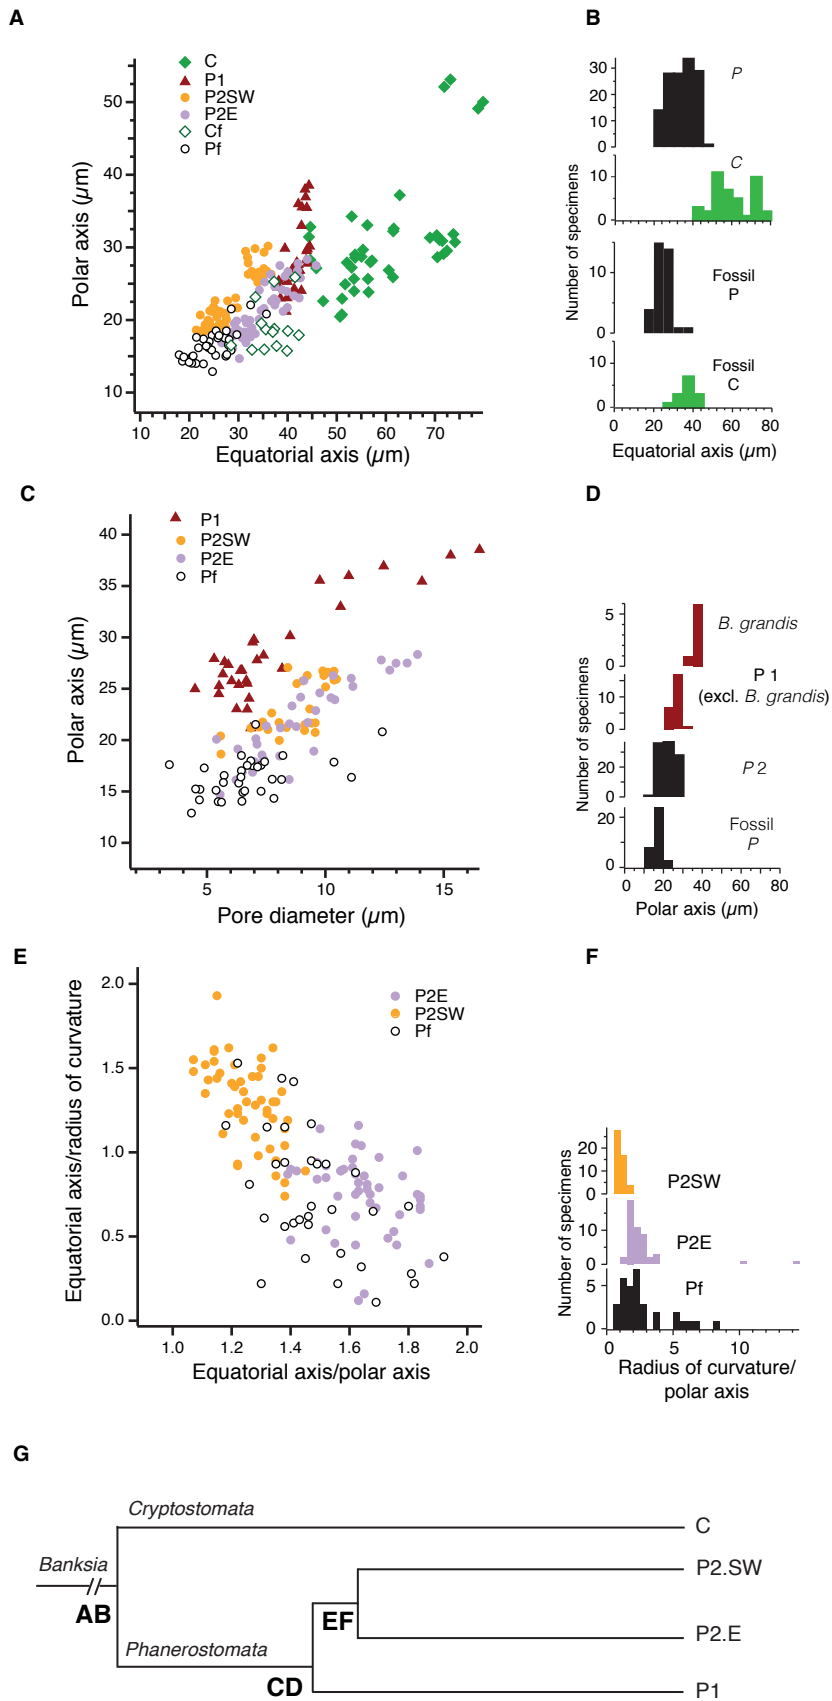 A
C
P1
P2SW
P2E
Cf
Pf
50
40
30
20
10
Polar axis (µm)
10 20 30 40 50 60 70
Equatorial axis (µm)
B
30
20
10
0
P
10
0
C
10
0
Fossil
P
10
0
Fossil
C
Number of specimens
0 20 40 60 80
Equatorial axis (µm)
C
P1
P2SW
P2E
Pf
40
35
30
25
20
15
10
Polar axis (µm)
5 10 15
Pore diameter (µm)
D
5
0
B. grandis
10
0
P 1
(excl. B. grandis)
20
0
P 2
20
0
Fossil
P
Number of specimens
0 20 40 60 80
Polar axis (µm)
E
P2E
P2SW
Pf
2.0
1.5
1.0
0.5
0.0
Equatorial axis/radius of curvature
1.0 1.2 1.4 1.6 1.8 2.0
Equatorial axis/polar axis
F
20
10
0
P2SW
10
0
P2E
5
0
Pf
Number of specimens
0 5 10
Radius of curvature/
polar axis
G
Cryptostomata
C
Banksia
P2.SW
AB
EF
P2.E
Phanerostomata
CD
P1